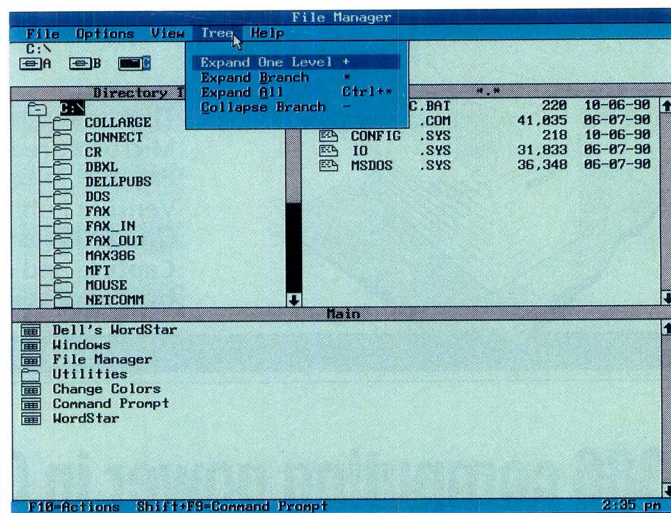 File Manager
File Options View Tree Help
C:\
A B C
Expand One Level +
Expand Branch *
Expand All Ctrl+*
Collapse Branch -
Directory T
C:\
COLLARGE
CONNECT
CR
DBXL
DELLPUBS
DOS
FAX
FAX_IN
FAX_OUT
MAX386
MFT
MOUSE
NETCOMM
*.*
C.BAT 220 10-06-90
.COM 41,035 06-07-90
CONFIG .SYS 218 10-06-90
IO .SYS 31,833 06-07-90
MSDOS .SYS 36,348 06-07-90
Main
Dell's WordStar
Windows
File Manager
Utilities
Change Colors
Command Prompt
WordStar
F10=Actions Shift+F9=Command Prompt 2:35 pm